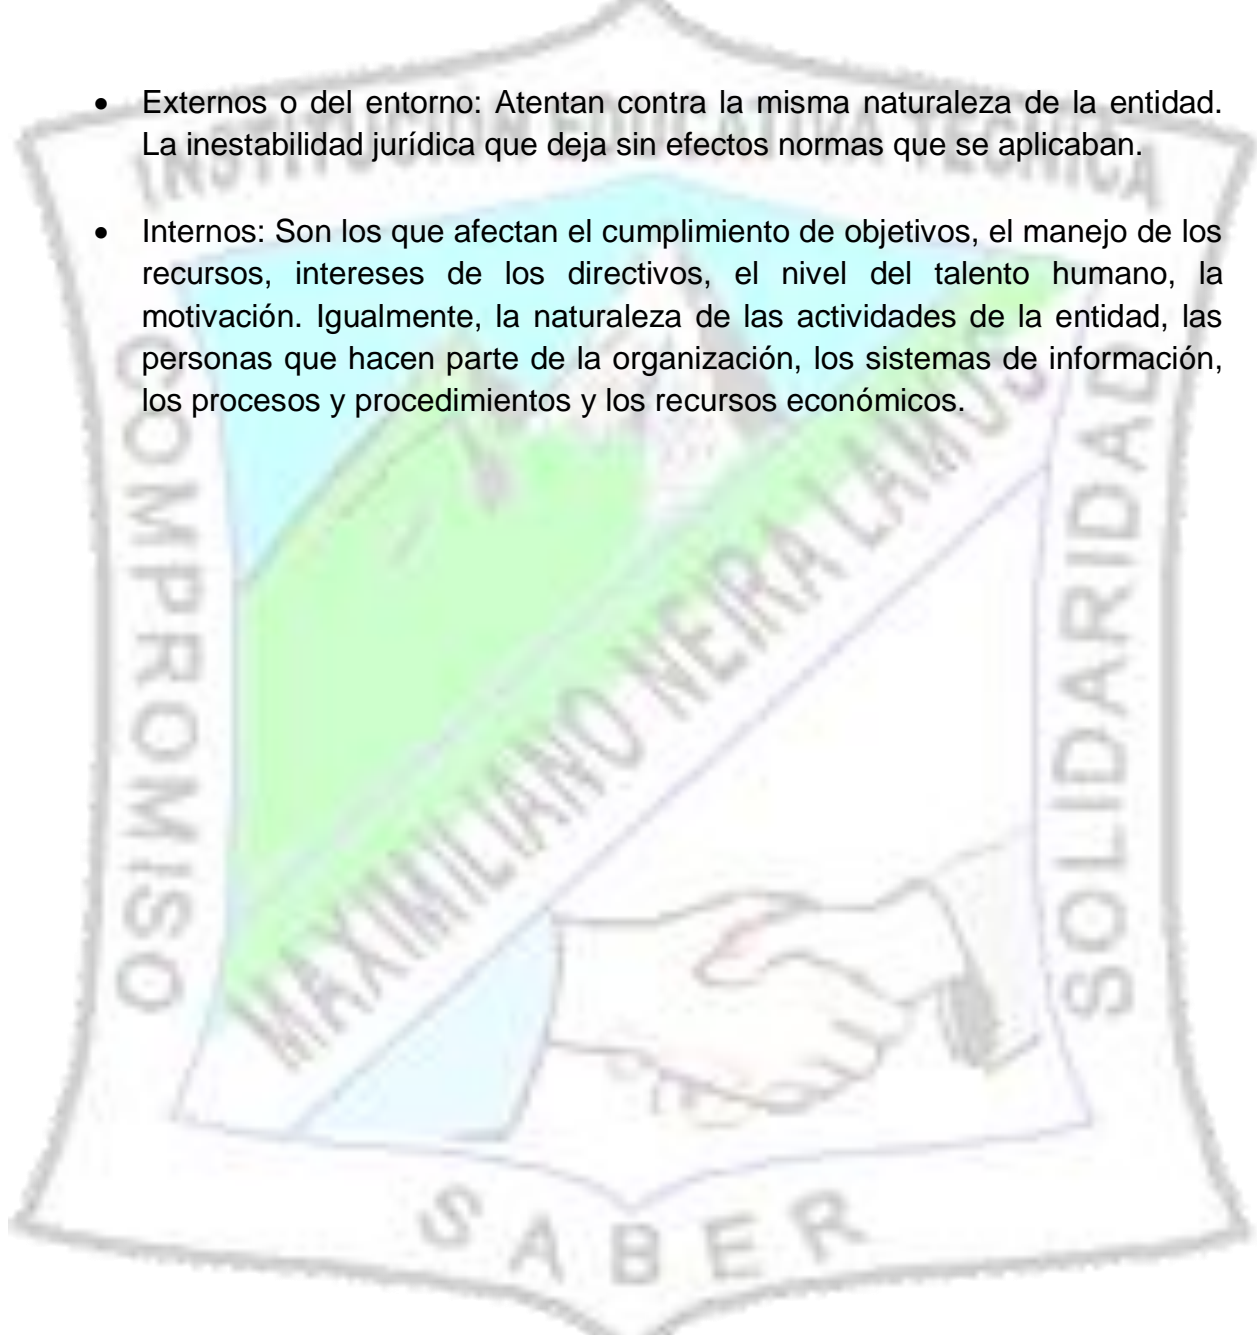 • Externos o del entorno: Atentan contra la misma naturaleza de la entidad.
La inestabilidad jurídica que deja sin efectos normas que se aplicaban.
• Internos: Son los que afectan el cumplimiento de objetivos, el manejo de los
recursos, intereses de los directivos, el nivel del talento humano, la
motivación. Igualmente, la naturaleza de las actividades de la entidad, las
personas que hacen parte de la organización, los sistemas de información,
los procesos y procedimientos y los recursos económicos.
COMPROMISO
MAXIMILIANO NEIRA LAMUS
SOLIDARIDAD
SABER